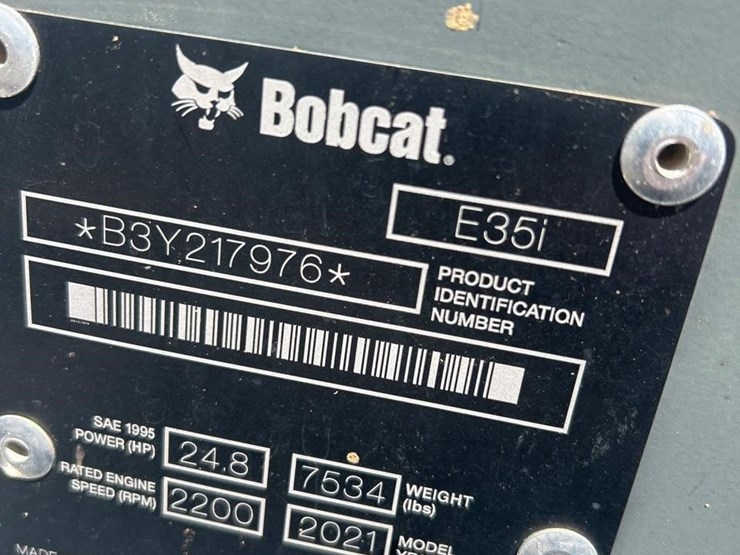 Bobcat®
E35i
*B3Y217976*
PRODUCT
IDENTIFICATION
NUMBER
SAE 1995
POWER (HP)
24.8
7534
WEIGHT
(lbs)
RATED ENGINE
SPEED (RPM)
2200
2021
MODEL
MADE